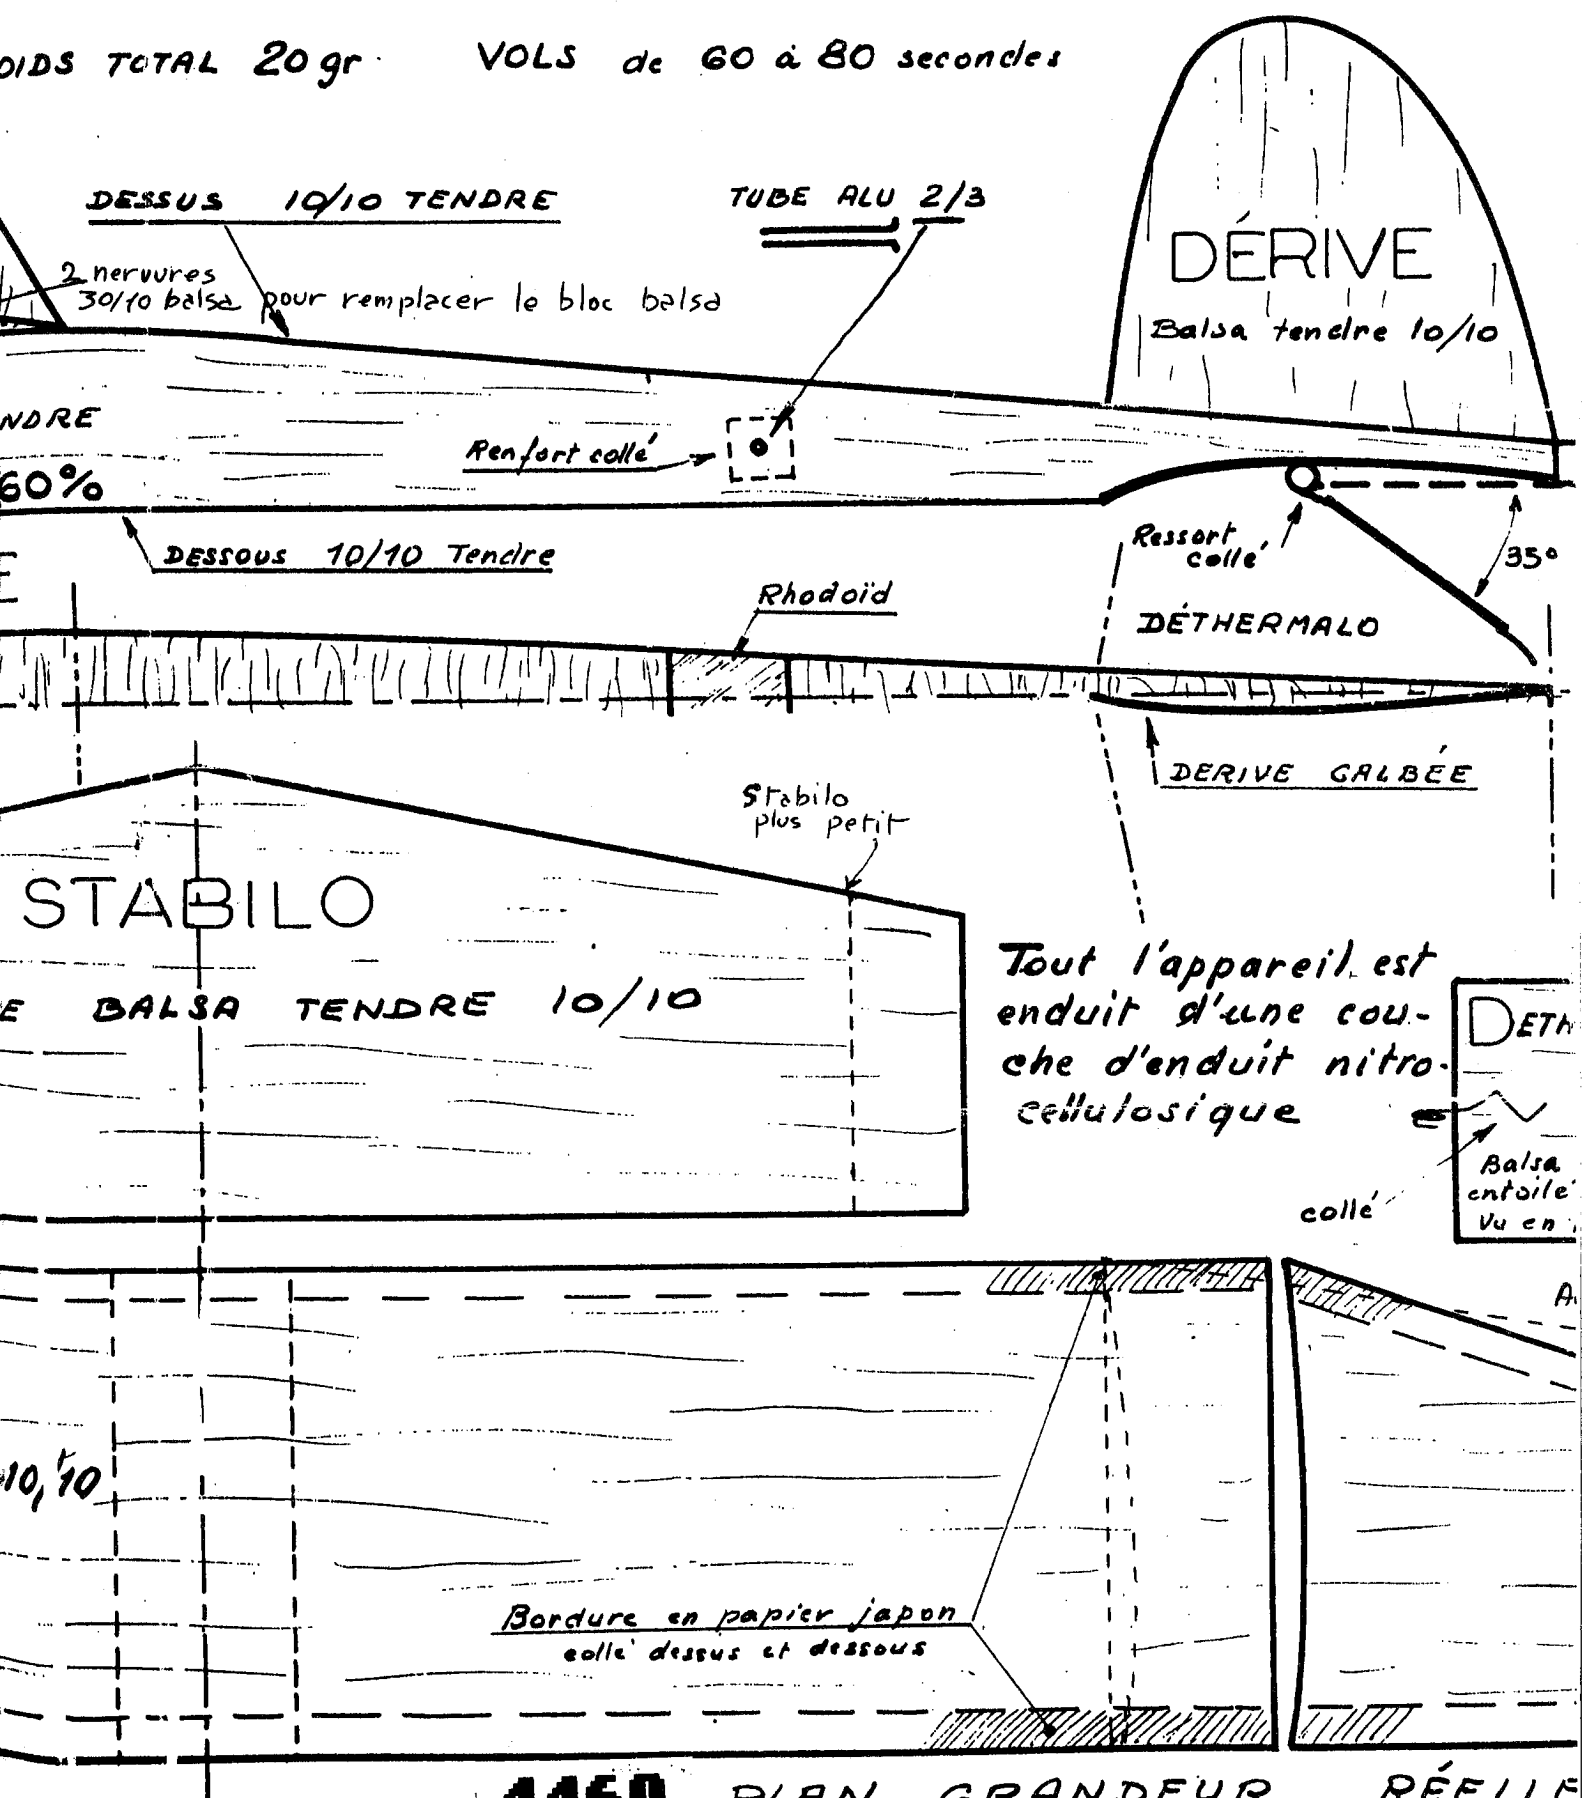 OIDS TOTAL 20 gr. VOLS de 60 à 80 secondes
DESSUS 10/10 TENDRE
TUBE ALU 2/3
DÉRIVE
Balsa tendre 10/10
2 nervures
30/10 balsa pour remplacer le bloc balsa
NDRE
60%
Renfort collé
DESSOUS 10/10 Tendre
Ressort
collé
35°
Rhodoïd
DÉTHERMALO
DERIVE GALBÉE
Stabilo
plus petit
STABILO
E BALSA TENDRE 10/10
Tout l'appareil est
enduit d'une cou-
che d'enduit nitro-
cellulosique
DETH
Balsa
entoilé
Vu en
collé
A
10/10
Bordure en papier japon
collé dessus et dessous
PLAN GRANDEUR RÉELLE